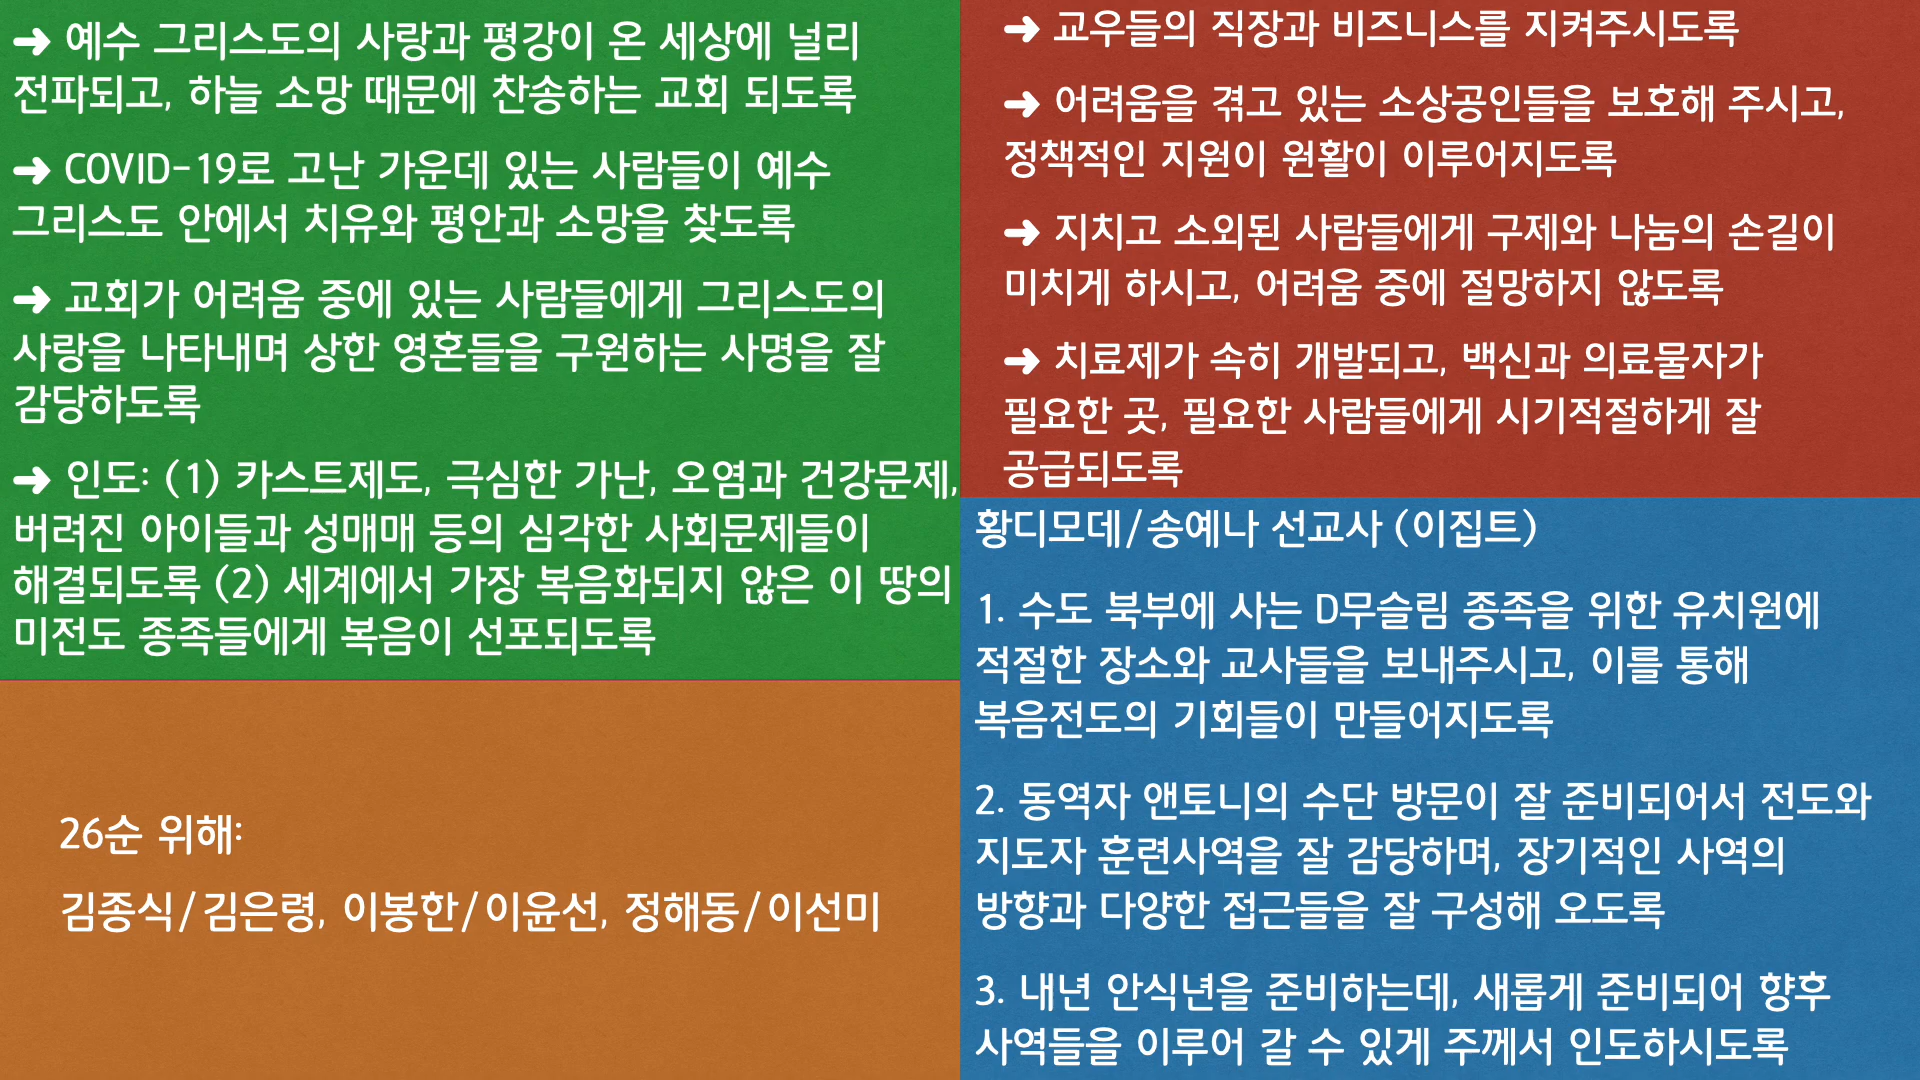 ➜ 예수 그리스도의 사랑과 평강이 온 세상에 널리
전파되고, 하늘 소망 때문에 찬송하는 교회 되도록
➜ COVID-19로 고난 가운데 있는 사람들이 예수
그리스도 안에서 치유와 평안과 소망을 찾도록
➜ 교회가 어려움 중에 있는 사람들에게 그리스도의
사랑을 나타내며 상한 영혼들을 구원하는 사명을 잘
감당하도록
➜ 인도: (1) 카스트제도, 극심한 가난, 오염과 건강문제,
버려진 아이들과 성매매 등의 심각한 사회문제들이
해결되도록 (2) 세계에서 가장 복음화되지 않은 이 땅의
미전도 종족들에게 복음이 선포되도록
26순 위해:
김종식/김은령, 이봉한/이윤선, 정해동/이선미
➜ 교우들의 직장과 비즈니스를 지켜주시도록
➜ 어려움을 겪고 있는 소상공인들을 보호해 주시고,
정책적인 지원이 원활이 이루어지도록
➜ 지치고 소외된 사람들에게 구제와 나눔의 손길이
미치게 하시고, 어려움 중에 절망하지 않도록
➜ 치료제가 속히 개발되고, 백신과 의료물자가
필요한 곳, 필요한 사람들에게 시기적절하게 잘
공급되도록
황디모데/송예나 선교사 (이집트)
1. 수도 북부에 사는 D무슬림 종족을 위한 유치원에
적절한 장소와 교사들을 보내주시고, 이를 통해
복음전도의 기회들이 만들어지도록
2. 동역자 앤토니의 수단 방문이 잘 준비되어서 전도와
지도자 훈련사역을 잘 감당하며, 장기적인 사역의
방향과 다양한 접근들을 잘 구성해 오도록
3. 내년 안식년을 준비하는데, 새롭게 준비되어 향후
사역들을 이루어 갈 수 있게 주께서 인도하시도록